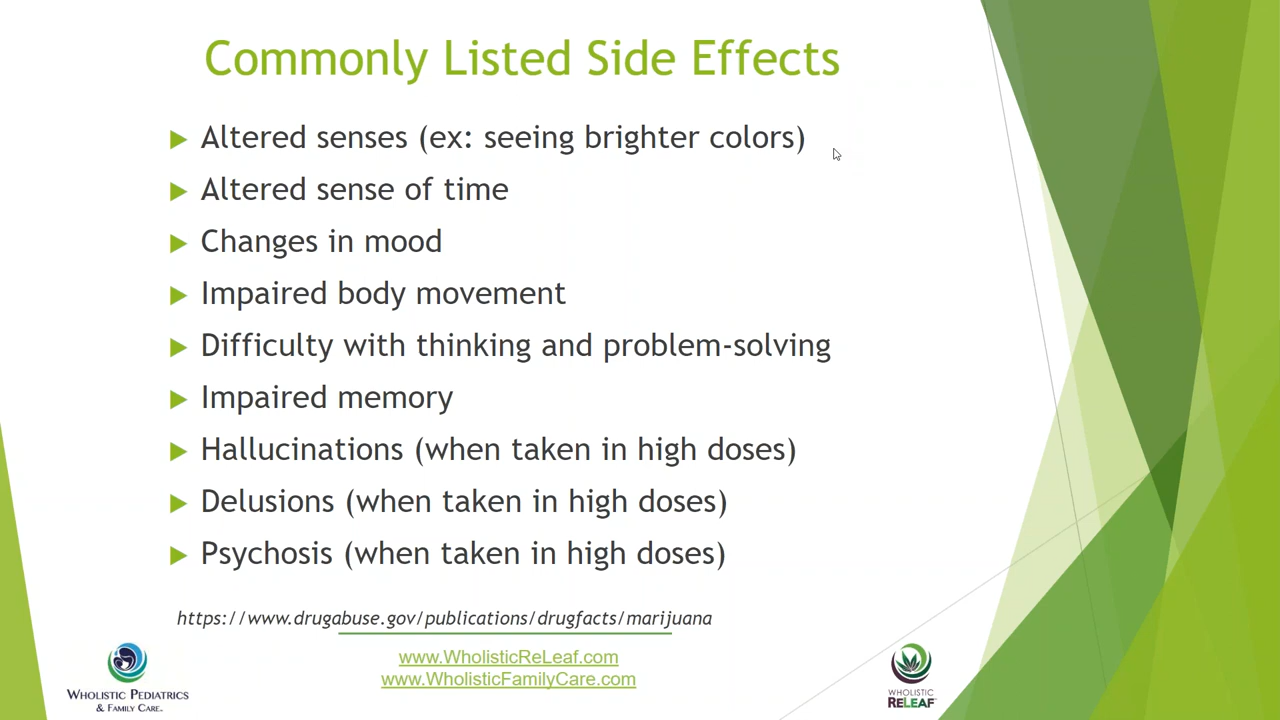 Commonly Listed Side Effects
Altered senses (ex: seeing brighter colors)
Altered sense of time
Changes in mood
Impaired body movement
Difficulty with thinking and problem-solving
Impaired memory
Hallucinations (when taken in high doses)
Delusions (when taken in high doses)
Psychosis (when taken in high doses)
https://www.drugabuse.gov/publications/drugfacts/marijuana
www.WholisticReLeaf.com
www.WholisticFamilyCare.com
WHOLISTIC PEDIATRICS
& FAMILY CARE.
WHOLISTIC
RELEAF